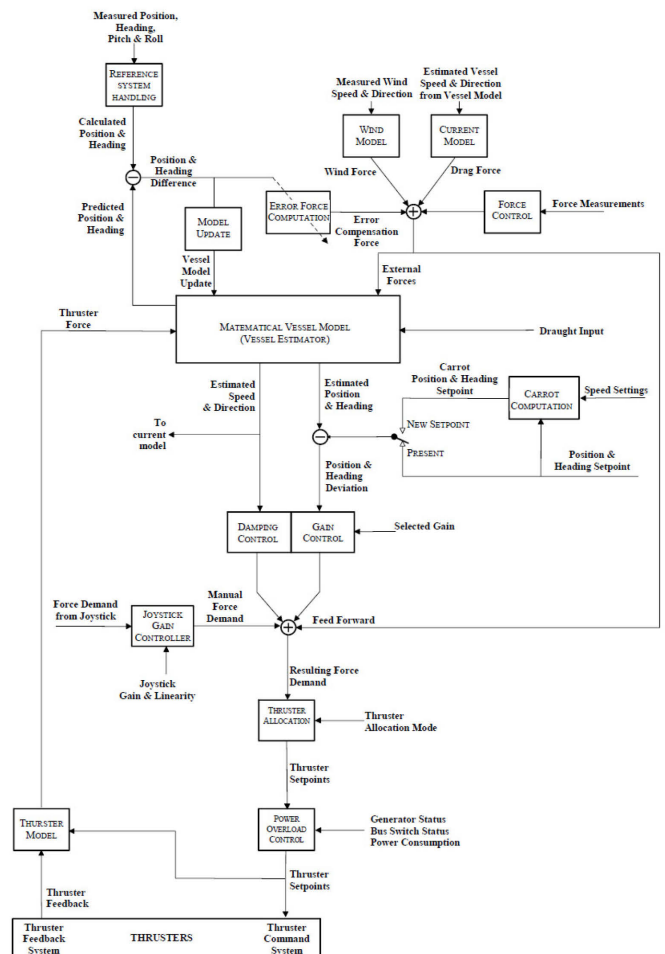 Measured Position,
Heading,
Pitch & Roll
REFERENCE
SYSTEM
HANDLING
Calculated
Position &
Heading
Position &
Heading
Difference
Predicted
Position &
Heading
MODEL
UPDATE
Vessel
Model
Update
Measured Wind
Speed & Direction
Estimated Vessel
Speed & Direction
from Vessel Model
WIND
MODEL
CURRENT
MODEL
Wind Force
Drag Force
ERROR FORCE
COMPUTATION
Error
Compensation
Force
FORCE
CONTROL
Force Measurements
External
Forces
Thruster
Force
MATEMATICAL VESSEL MODEL
(VESSEL ESTIMATOR)
Draught Input
Estimated
Speed
& Direction
Estimated
Position
& Heading
Carrot
Position & Heading
Setpoint
CARROT
COMPUTATION
Speed Settings
To
current
model
NEW SETPOINT
PRESENT
Position &
Heading Setpoint
Position &
Heading
Deviation
DAMPING
CONTROL
GAIN
CONTROL
Selected Gain
Force Demand
from Joystick
JOYSTICK
GAIN
CONTROLLER
Manual
Force
Demand
Feed Forward
Joystick
Gain & Linearity
Resulting Force
Demand
THRUSTER
ALLOCATION
Thruster
Allocation Mode
Thruster
Setpoints
THURSTER
MODEL
POWER
OVERLOAD
CONTROL
Generator Status
Bus Switch Status
Power Consumption
Thruster
Feedback
Thruster
Setpoints
Thruster
Feedback
System
THRUSTERS
Thruster
Command
System